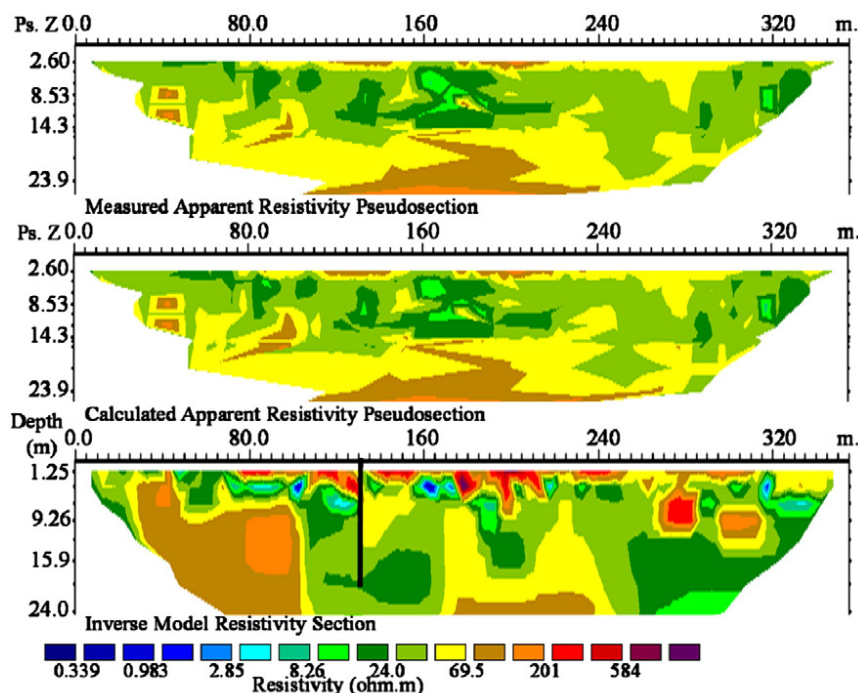 Ps. Z 0.0 80.0 160 240 320 m.
2.60
8.53
14.3
23.9
Measured Apparent Resistivity Pseudosection
Ps. Z 0.0 80.0 160 240 320 m.
2.60
8.53
14.3
23.9
Calculated Apparent Resistivity Pseudosection
Depth
(m) 0.0 80.0 160 240 320 m.
1.25
9.26
15.9
24.0
Inverse Model Resistivity Section
0.339 0.983 2.85 8.26 24.0 69.5 201 584
Resistivity (ohm.m)